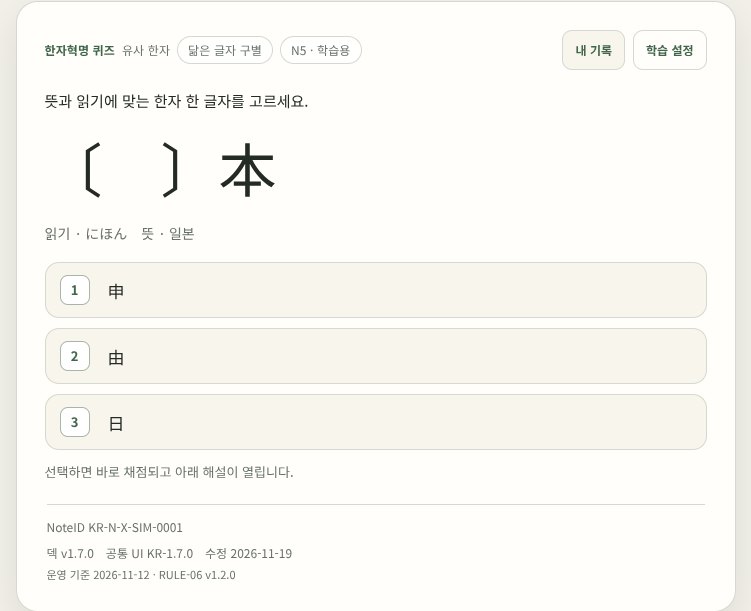 한자혁명 퀴즈 유사 한자 닮은 글자 구별 N5 · 학습용 내 기록 학습 설정
뜻과 읽기에 맞는 한자 한 글자를 고르세요.
〔　〕本
읽기 · にほん 뜻 · 일본
1 申
2 由
3 日
선택하면 바로 채점되고 아래 해설이 열립니다.
NoteID KR-N-X-SIM-0001
덱 v1.7.0 공통 UI KR-1.7.0 수정 2026-11-19
운영 기준 2026-11-12 · RULE-06 v1.2.0